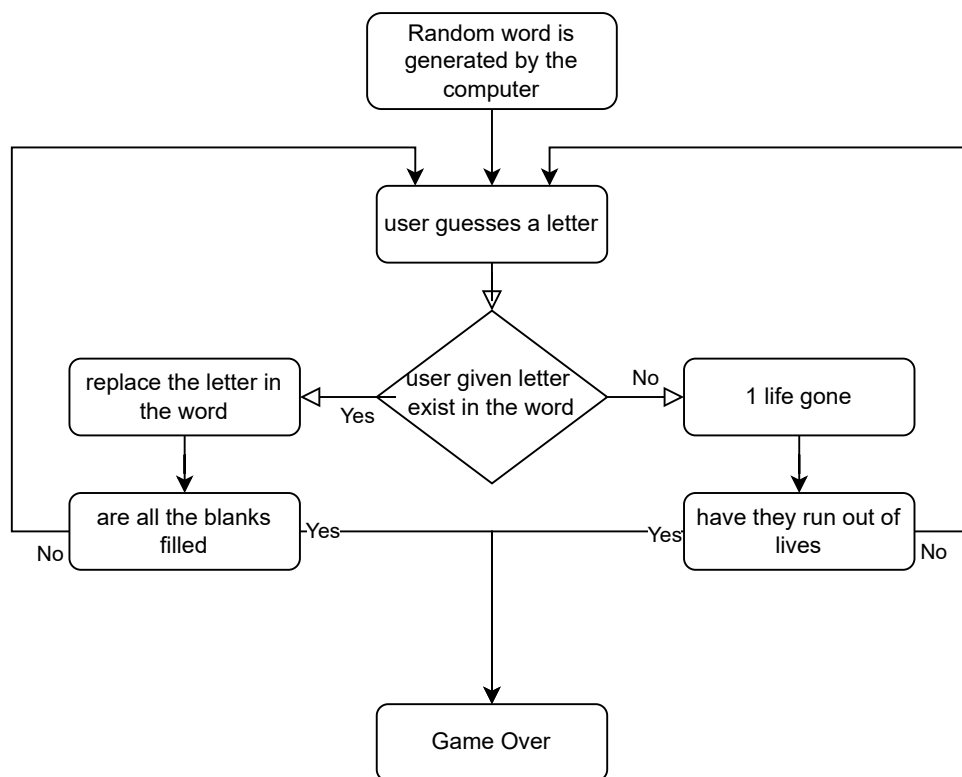 Random word is
generated by the
computer
user guesses a letter
replace the letter in
the word
Yes
user given letter
exist in the word
No
1 life gone
No
are all the blanks
filled
Yes
Yes
have they run out of
lives
No
Game Over